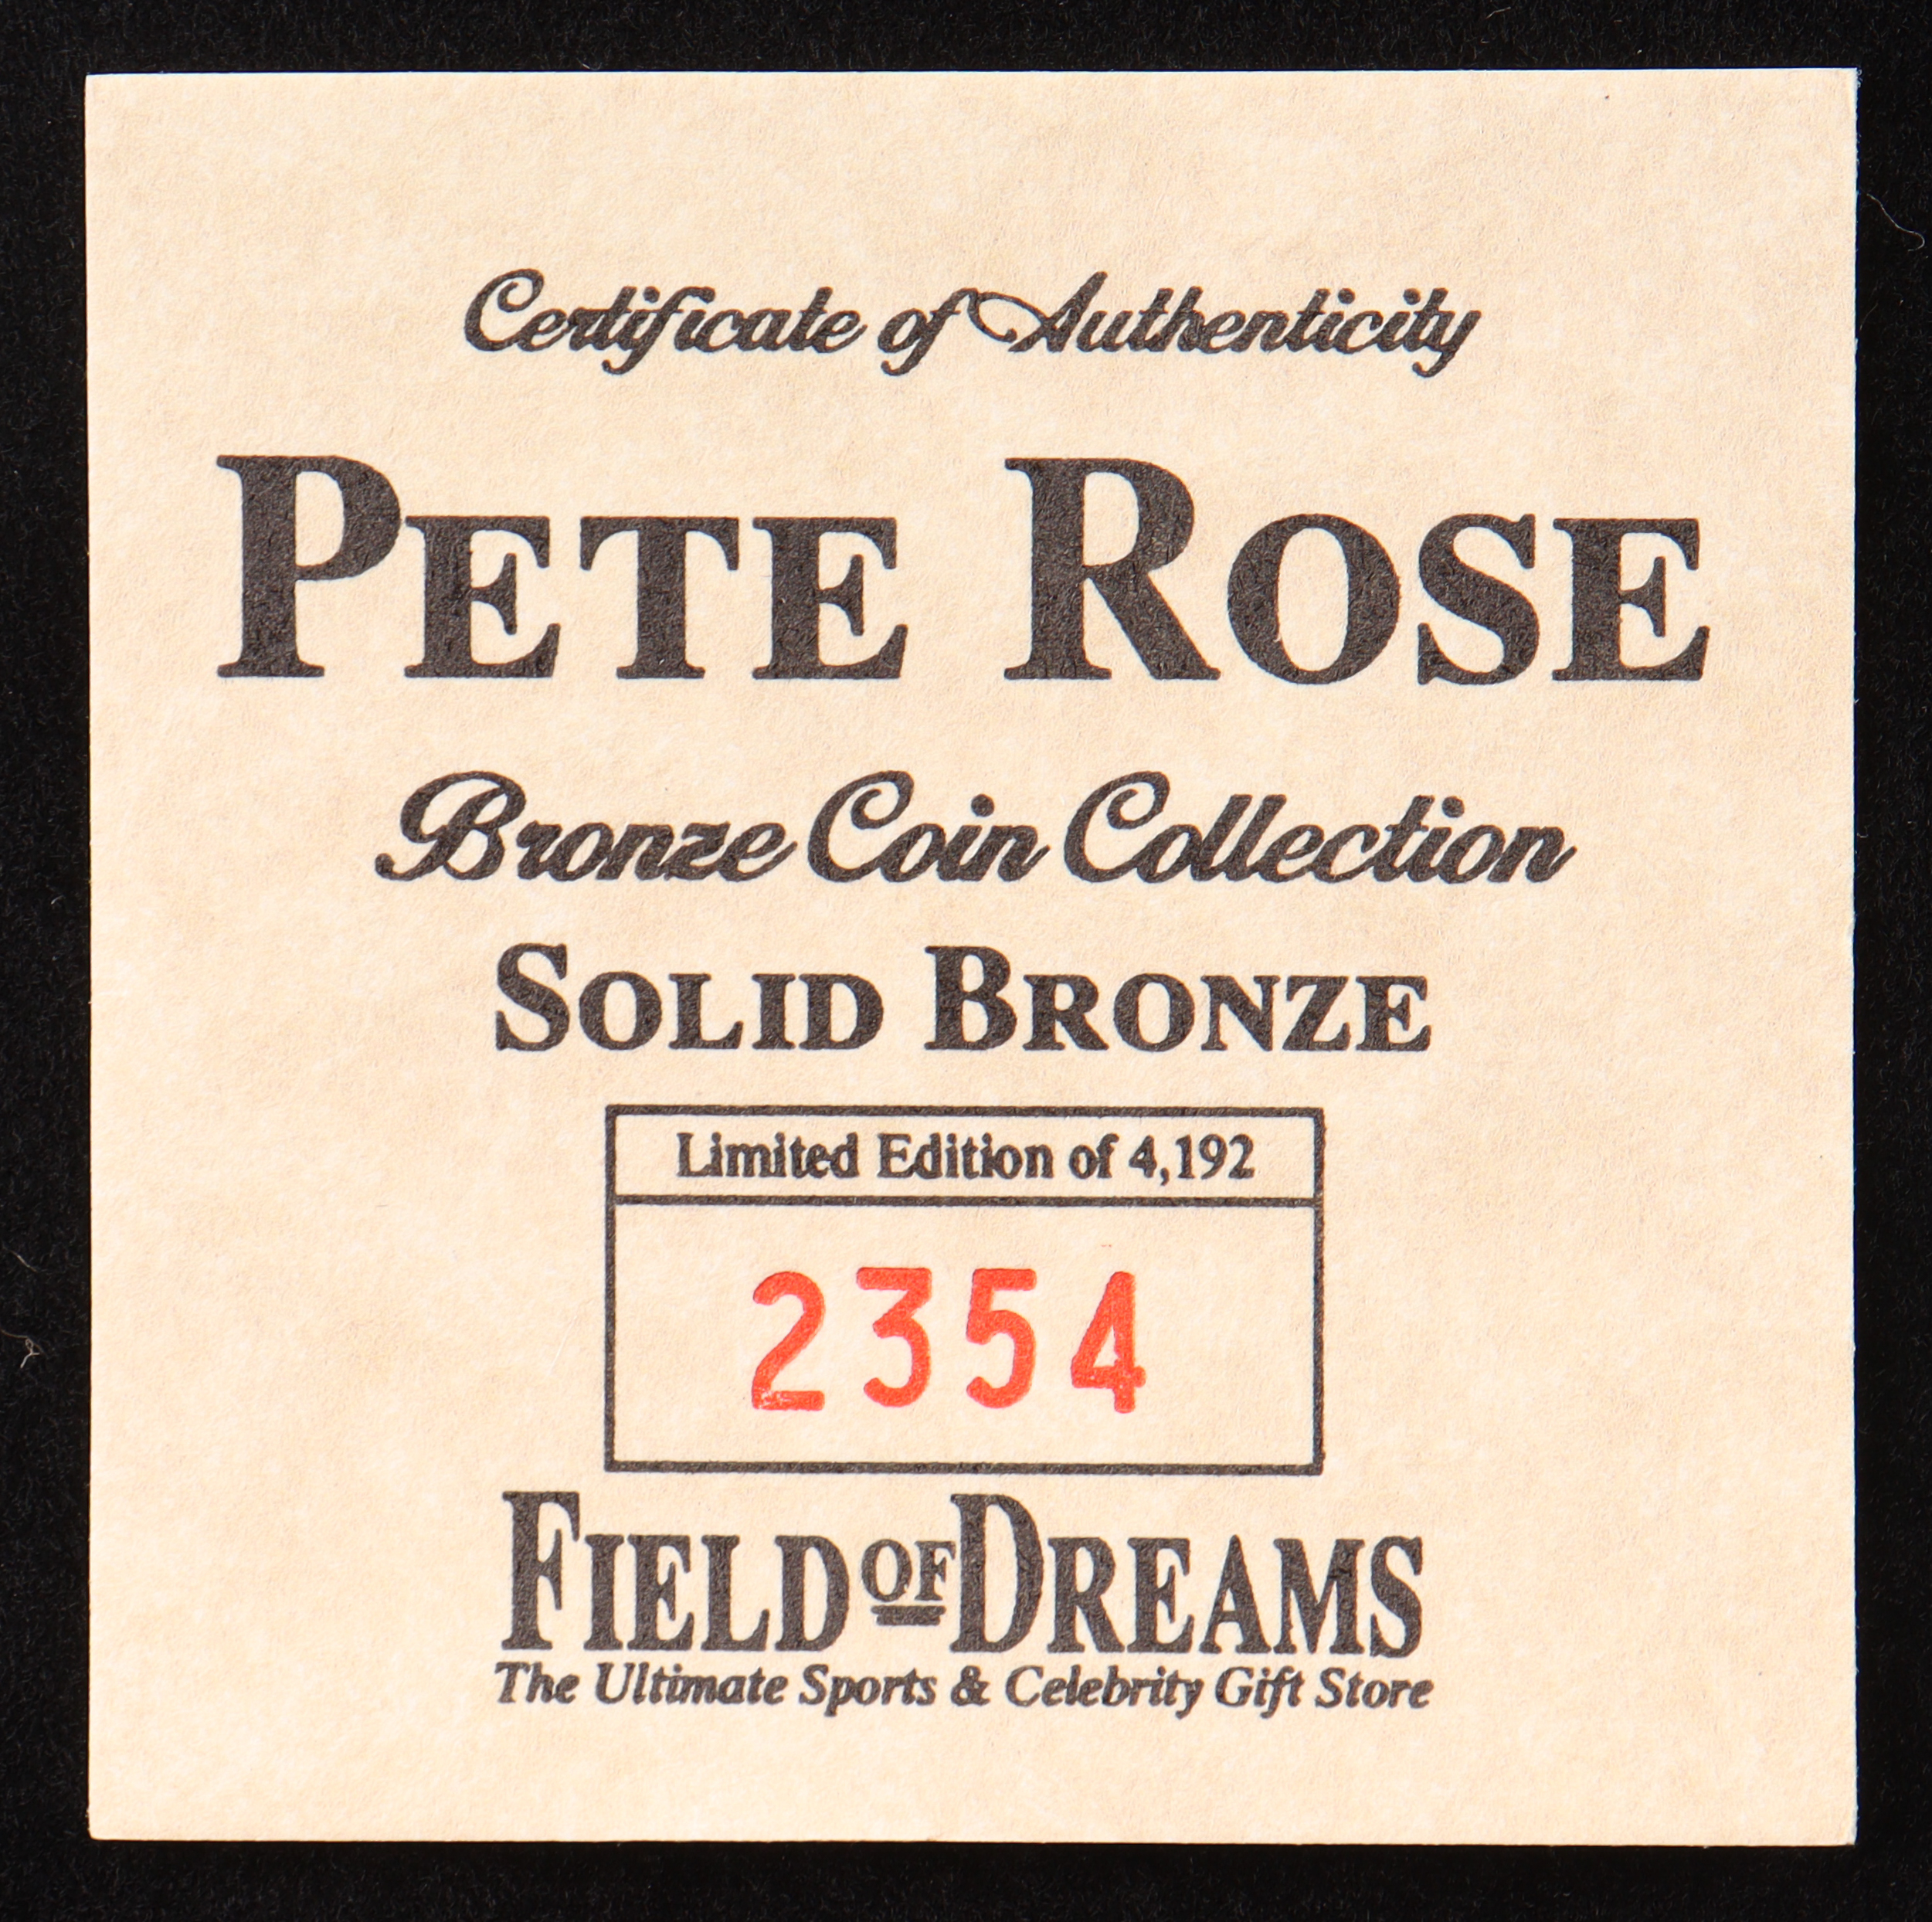 Certificate of Authenticity
PETE ROSE
Bronze Coin Collection
SOLID BRONZE
Limited Edition of 4,192
2354
FIELD OF DREAMS
The Ultimate Sports & Celebrity Gift Store